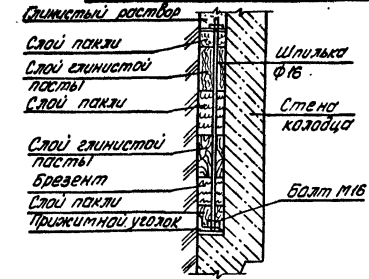 Глинистый раствор
Слой пакли
Слой глинистой
пасты
Слой пакли
Слой глинистой
пасты
Брезент
Слой пакли
Прижимной уголок
Шпилька
ф16
Стена
колодца
Болт М16